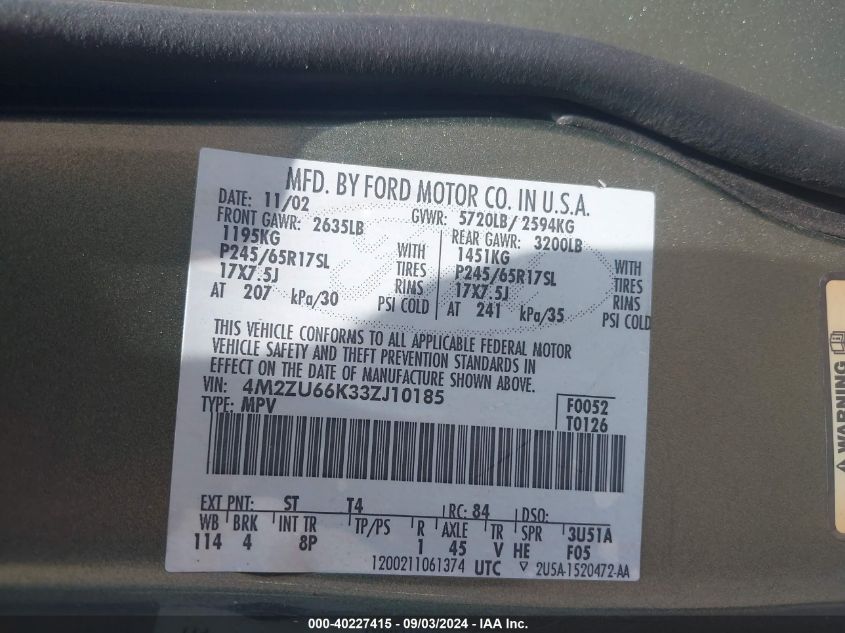 MFD. BY FORD MOTOR CO. IN U.S.A.
DATE: 11/02 GVWR: 5720LB/ 2594KG
FRONT GAWR: 2635LB REAR GAWR: 3200LB
1195KG WITH 1451KG WITH
P245/65R17SL TIRES P245/65R17SL TIRES
17X7.5J RIMS 17X7.5J RIMS
AT 207 kPa/30 PSI COLD AT 241 kPa/35 PSI COLD
THIS VEHICLE CONFORMS TO ALL APPLICABLE FEDERAL MOTOR
VEHICLE SAFETY AND THEFT PREVENTION STANDARDS IN
EFFECT ON THE DATE OF MANUFACTURE SHOWN ABOVE.
VIN: 4M2ZU66K33ZJ10185 F0052
TYPE: MPV T0126
EXT PNT: ST T4 RC: 84 DSO:
WB BRK INT TR TP/PS R AXLE TR SPR 3U51A
114 4 8P 1 45 V HE F05
1200211061374 UTC ▽ 2U5A-1520472-AA
WARNING
000-40227415 - 09/03/2024 - IAA Inc.